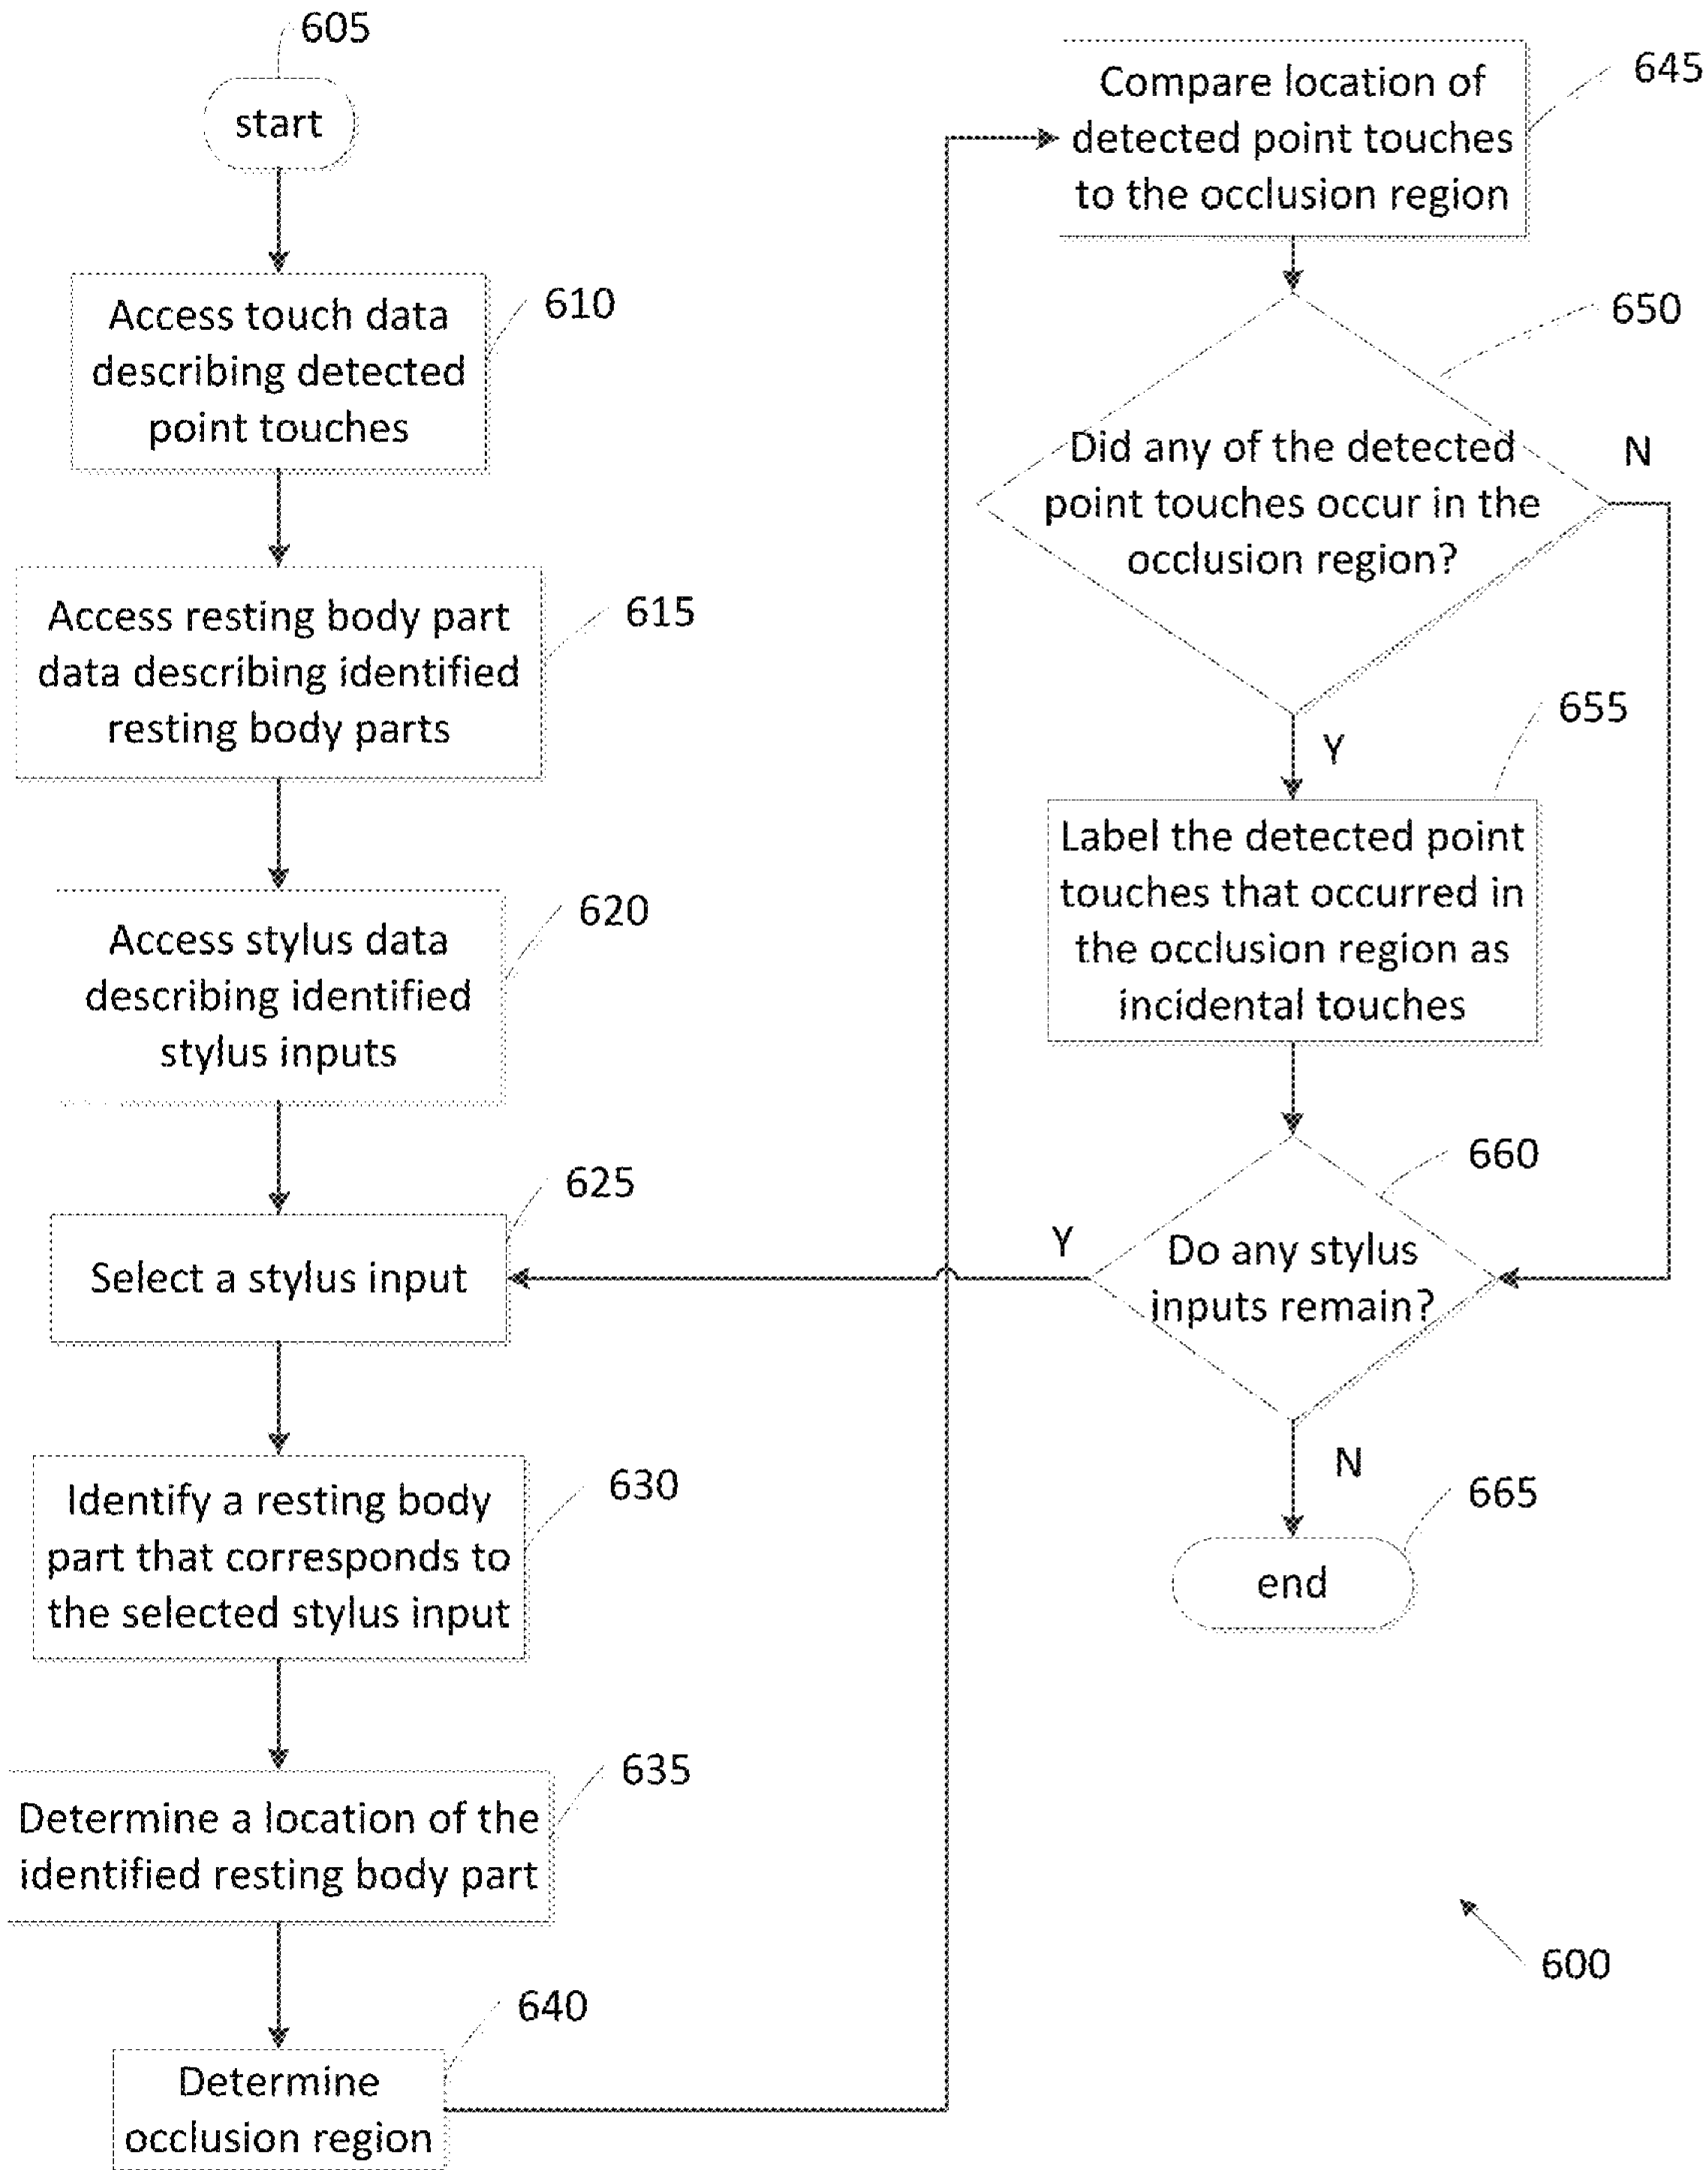 605
start
610
Access touch data
describing detected
point touches
615
Access resting body part
data describing identified
resting body parts
620
Access stylus data
describing identified
stylus inputs
625
Select a stylus input
630
Identify a resting body
part that corresponds to
the selected stylus input
635
Determine a location of the
identified resting body part
640
Determine
occlusion region
645
Compare location of
detected point touches
to the occlusion region
650
Did any of the detected
point touches occur in the
occlusion region?
N
Y
655
Label the detected point
touches that occurred in
the occlusion region as
incidental touches
660
Do any stylus
inputs remain?
Y
N
665
end
600